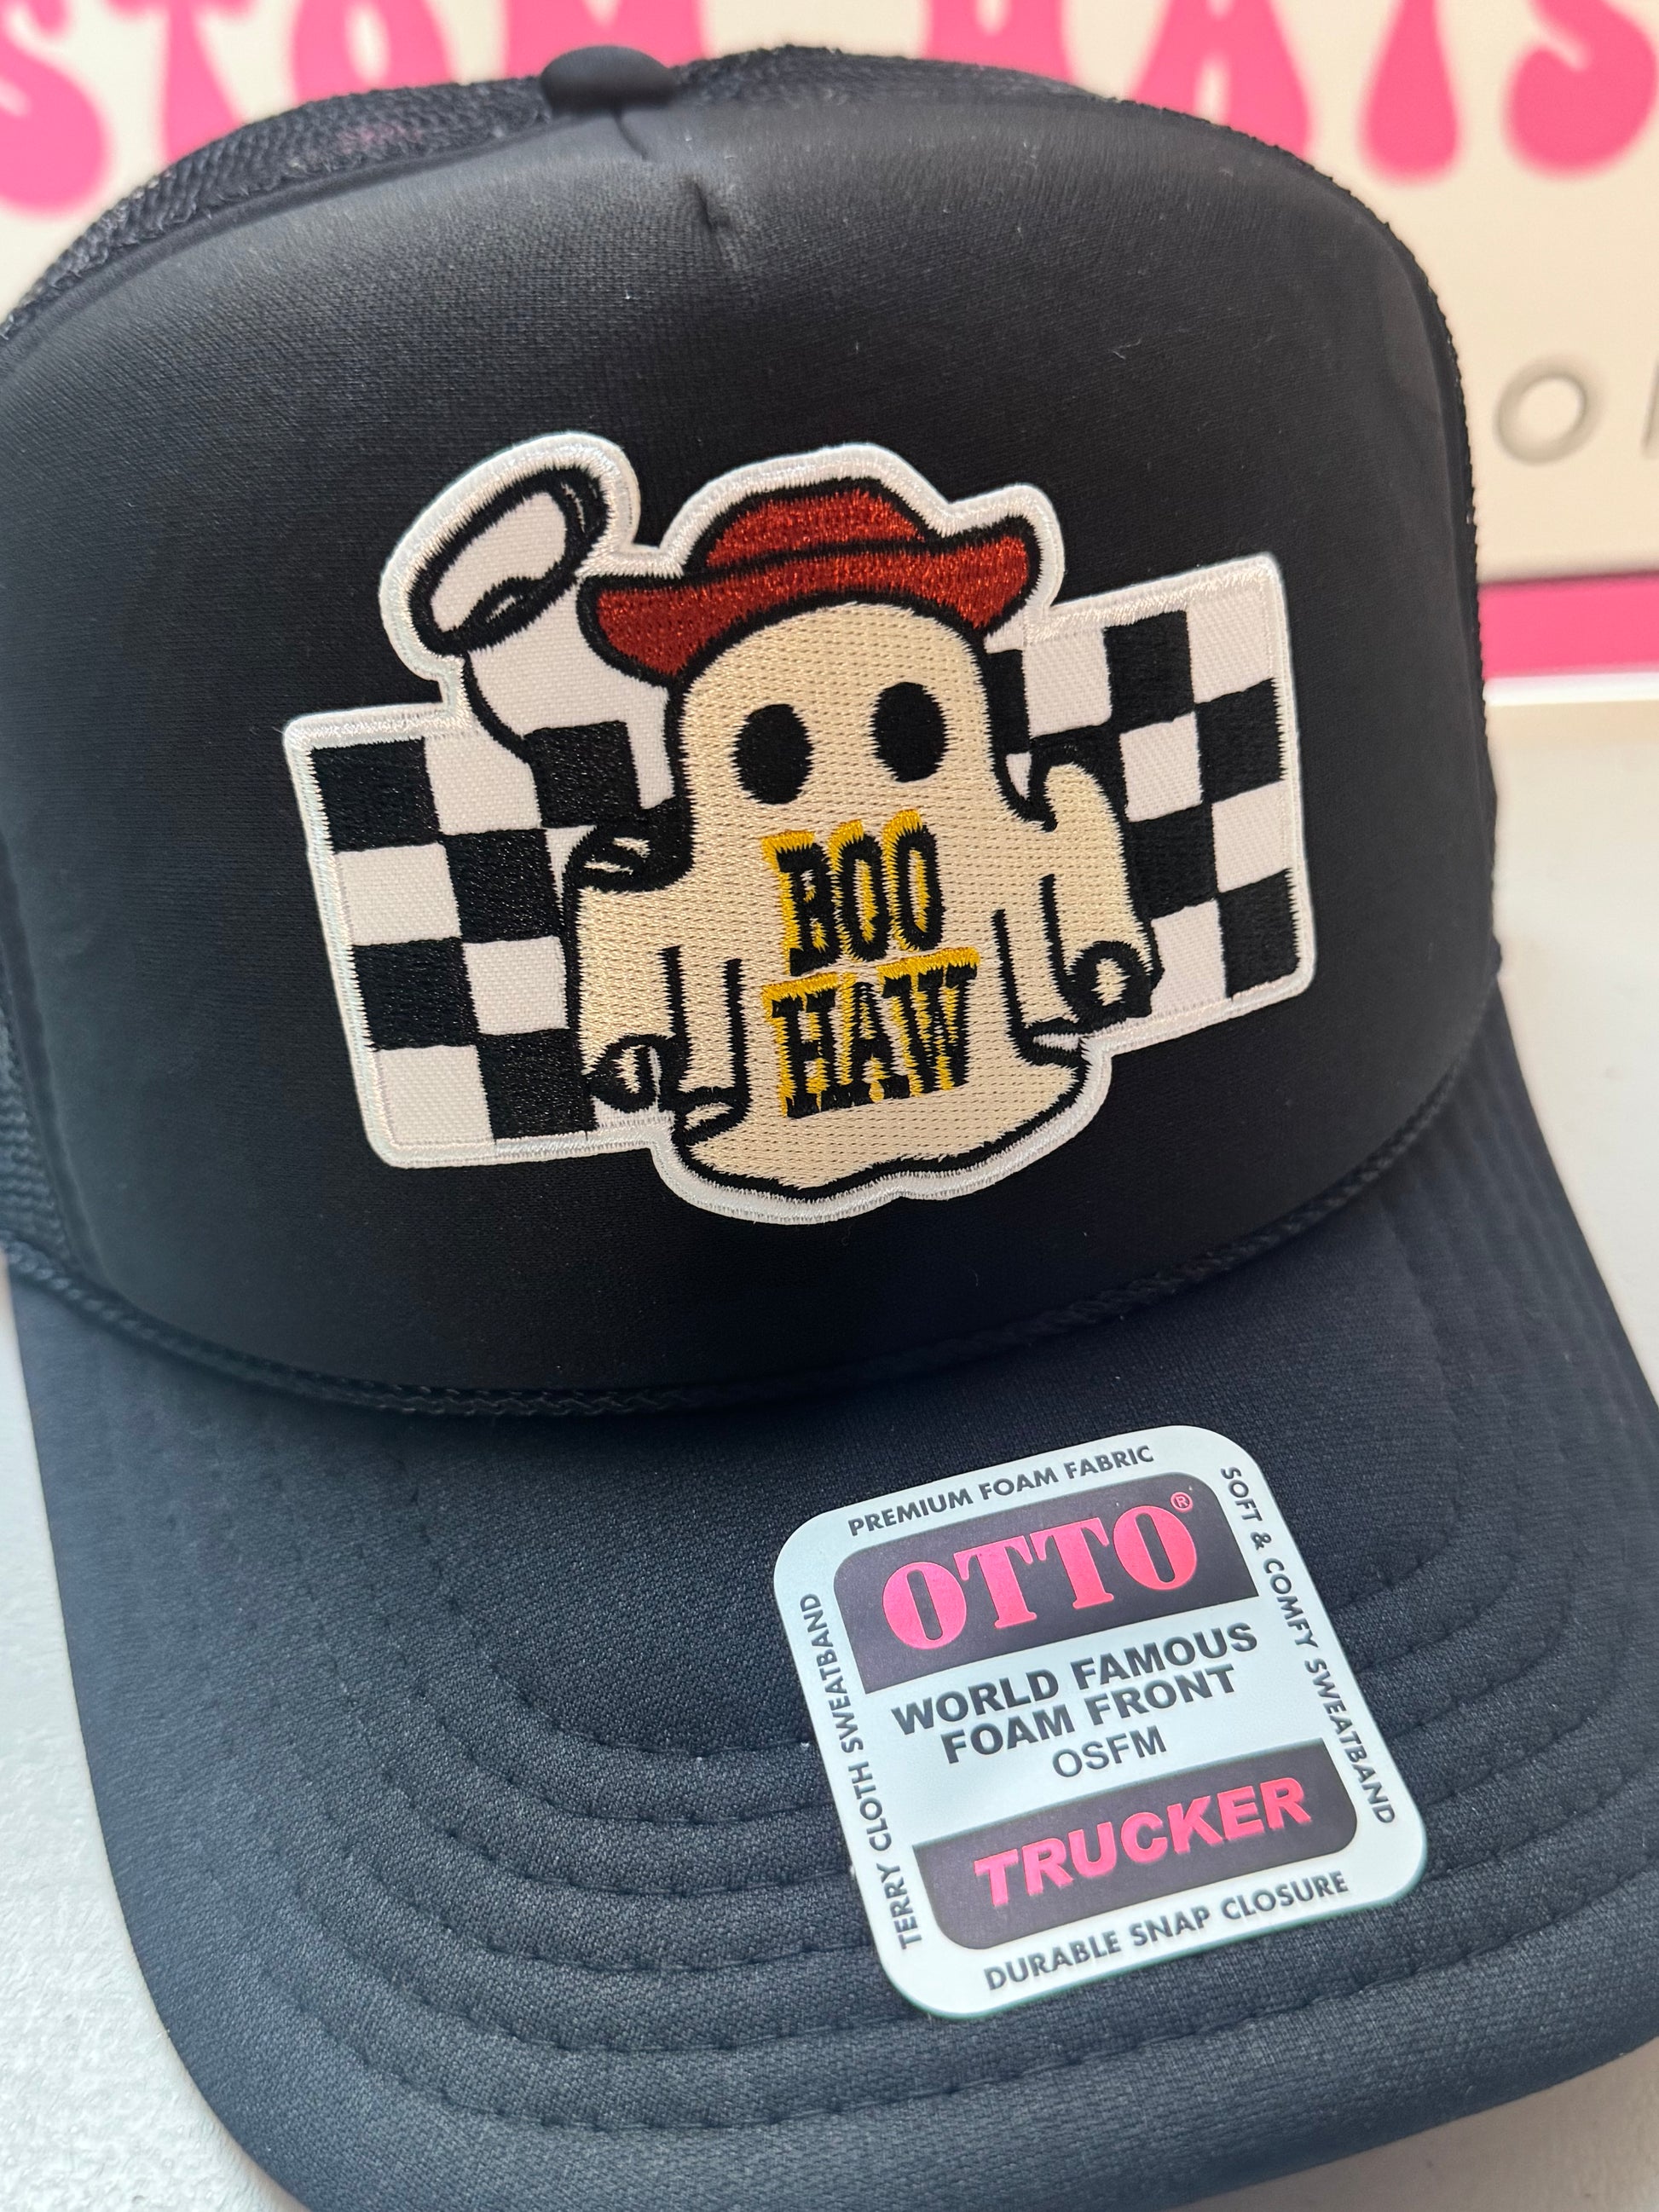 BOO
HAW
PREMIUM FOAM FABRIC
OTTO®
WORLD FAMOUS
FOAM FRONT
OSFM
TRUCKER
DURABLE SNAP CLOSURE
TERRY CLOTH SWEATBAND
SOFT & COMFY SWEATBAND